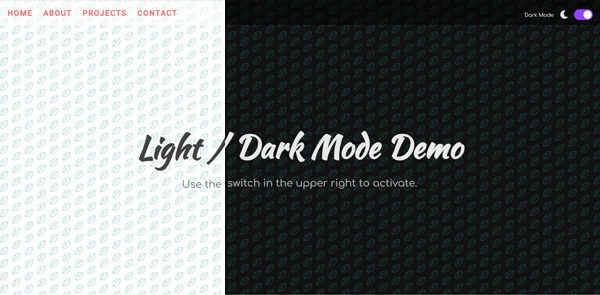 HOME ABOUT PROJECTS CONTACT Dark Mode
Light / Dark Mode Demo
Use the switch in the upper right to activate.